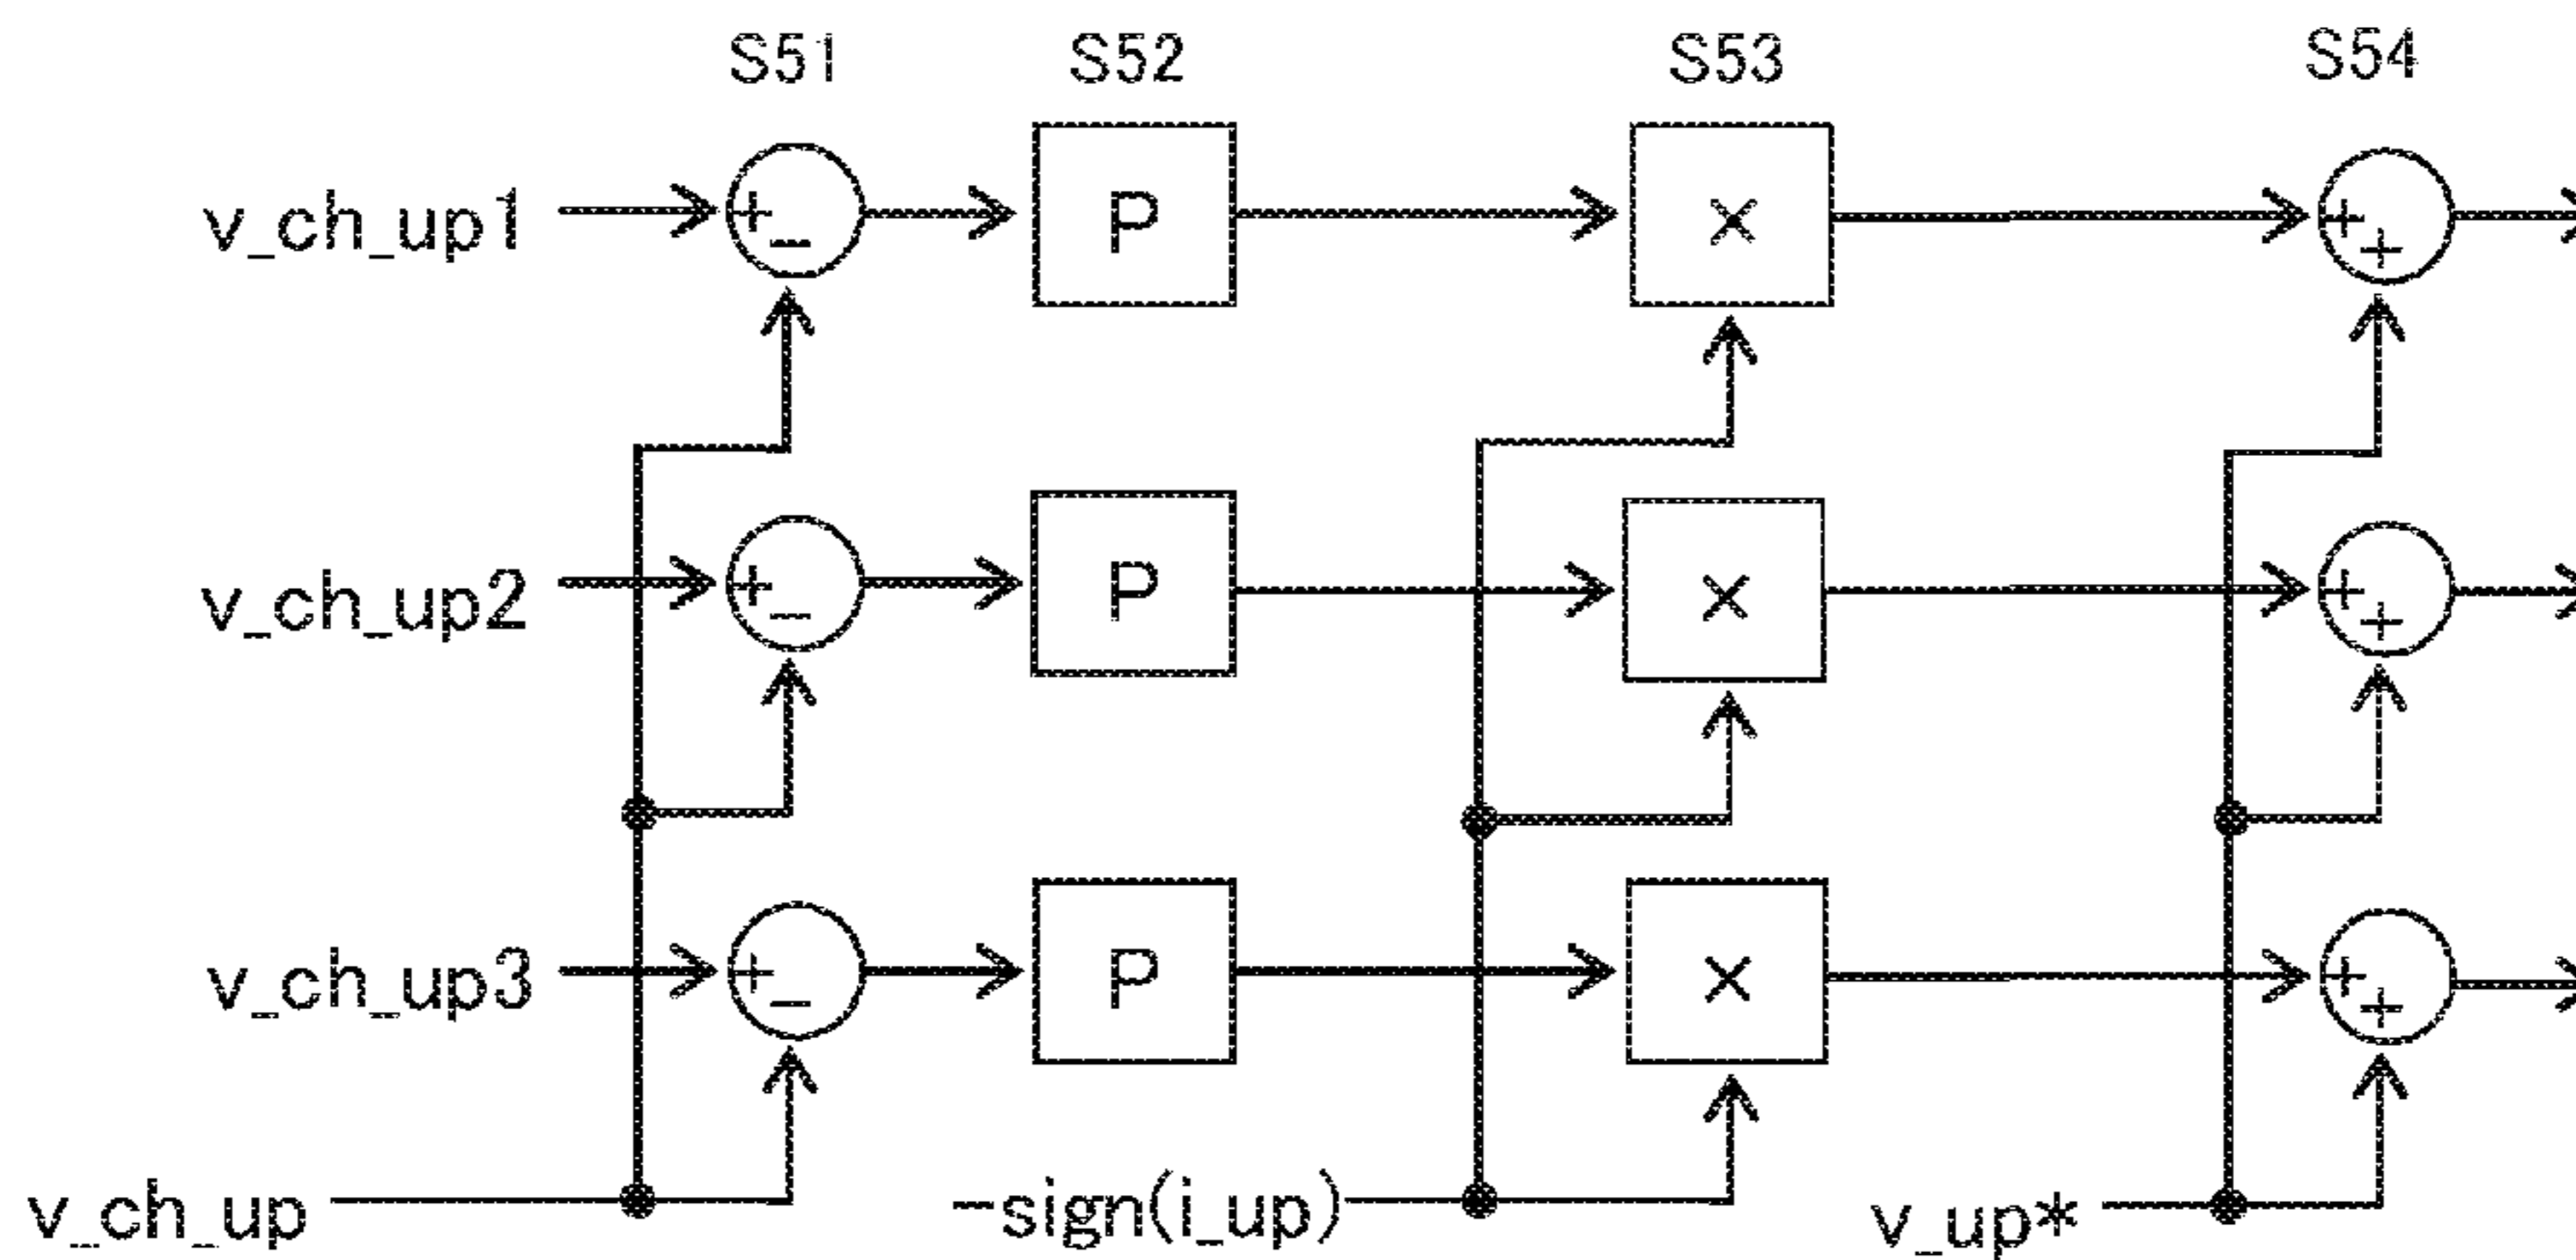 S51 S52 S53 S54
v_ch_up1 + - P × + +
v_ch_up2 + - P × + +
v_ch_up3 + - P × + +
v_ch_up -sign(i_up) v_up*